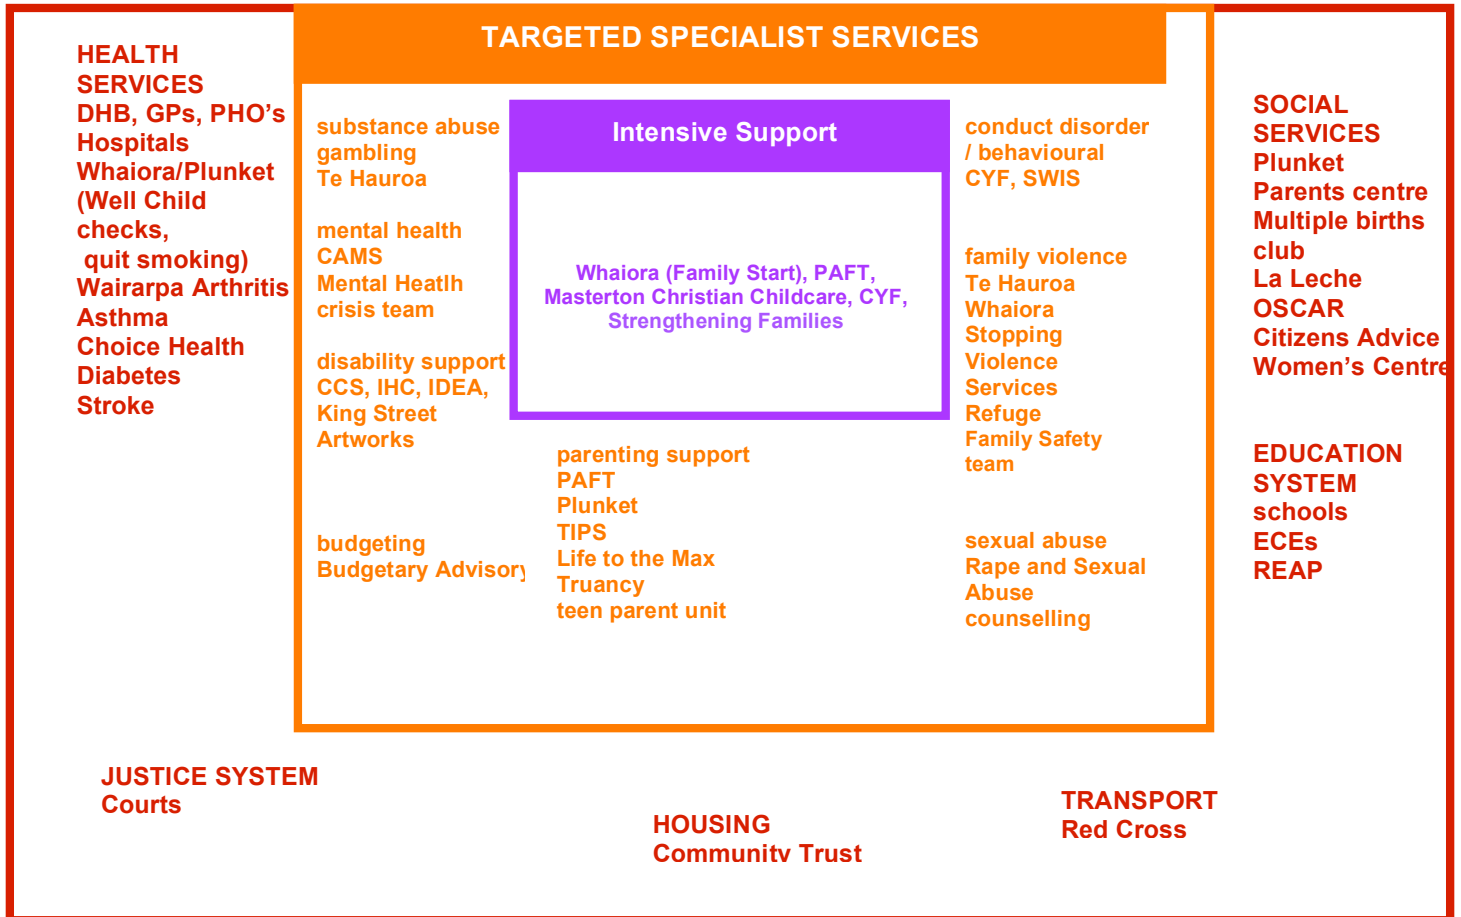 TARGETED SPECIALIST SERVICES
HEALTH
SERVICES
DHB, GPs, PHO’s
Hospitals
Whaiora/Plunket
(Well Child
checks,
quit smoking)
Wairarpa Arthritis
Asthma
Choice Health
Diabetes
Stroke
substance abuse
gambling
Te Hauroa
mental health
CAMS
Mental Heatlh
crisis team
disability support
CCS, IHC, IDEA,
King Street
Artworks
budgeting
Budgetary Advisory
Intensive Support
Whaiora (Family Start), PAFT,
Masterton Christian Childcare, CYF,
Strengthening Families
parenting support
PAFT
Plunket
TIPS
Life to the Max
Truancy
teen parent unit
conduct disorder
/ behavioural
CYF, SWIS
family violence
Te Hauroa
Whaiora
Stopping
Violence
Services
Refuge
Family Safety
team
sexual abuse
Rape and Sexual
Abuse
counselling
SOCIAL
SERVICES
Plunket
Parents centre
Multiple births
club
La Leche
OSCAR
Citizens Advice
Women’s Centre
EDUCATION
SYSTEM
schools
ECEs
REAP
JUSTICE SYSTEM
Courts
HOUSING
Community Trust
TRANSPORT
Red Cross